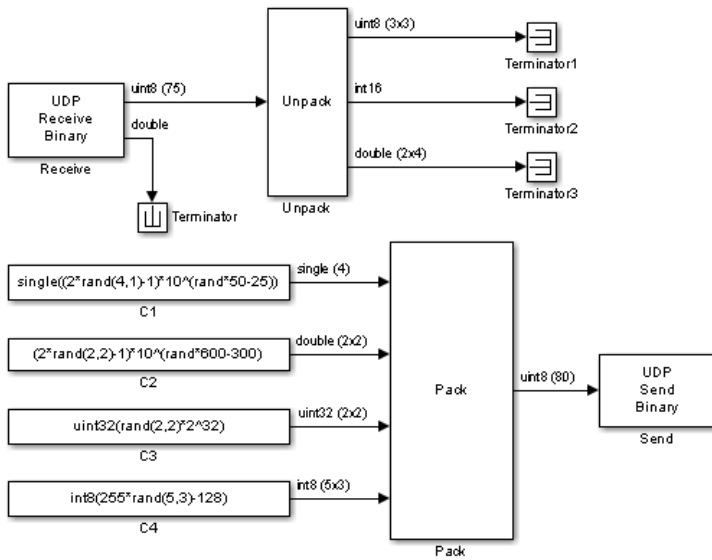 uint8 (3x3)
Terminator1
UDP
Receive
Binary
Receive
uint8 (75)
double
Unpack
int16
Terminator2
double (2x4)
Terminator3
Unpack
Terminator
single((2*rand(4,1)-1)*10^(rand*50-25))
single (4)
C1
(2*rand(2,2)-1)*10^(rand*600-300)
double (2x2)
C2
uint32(rand(2,2)*2^32)
uint32 (2x2)
C3
int8(255*rand(5,3)-128)
int8 (5x3)
C4
Pack
Pack
uint8 (80)
UDP
Send
Binary
Send